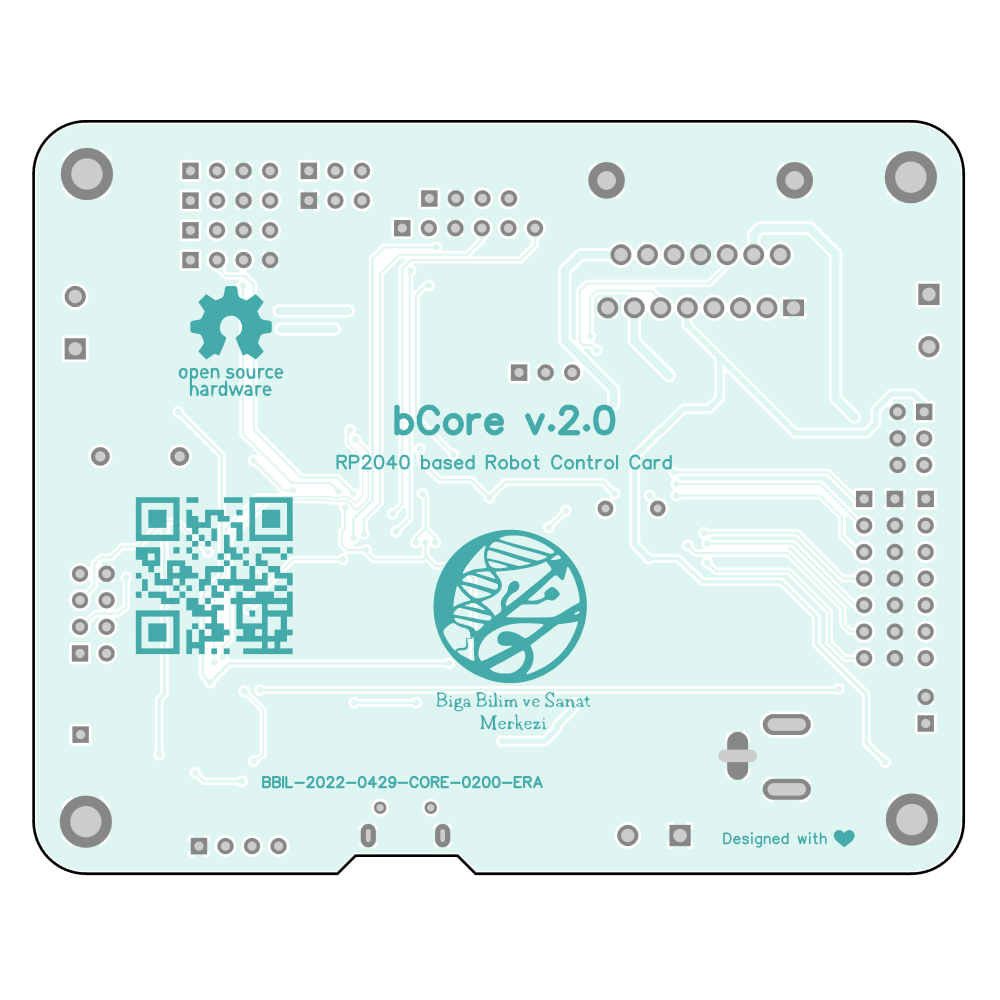 open source
hardware
bCore v.2.0
RP2040 based Robot Control Card
Biga Bilim ve Sanat
Merkezi
BBIL-2022-0429-CORE-0200-ERA
Designed with